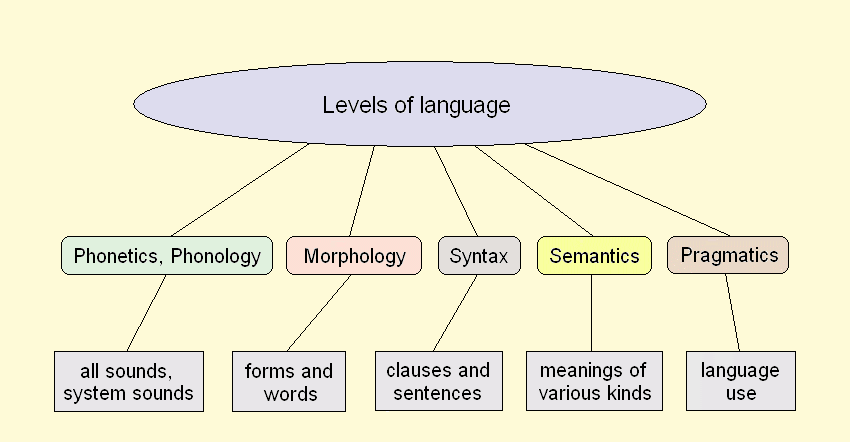 Levels of language
Phonetics, Phonology
Morphology
Syntax
Semantics
Pragmatics
all sounds,
system sounds
forms and
words
clauses and
sentences
meanings of
various kinds
language
use